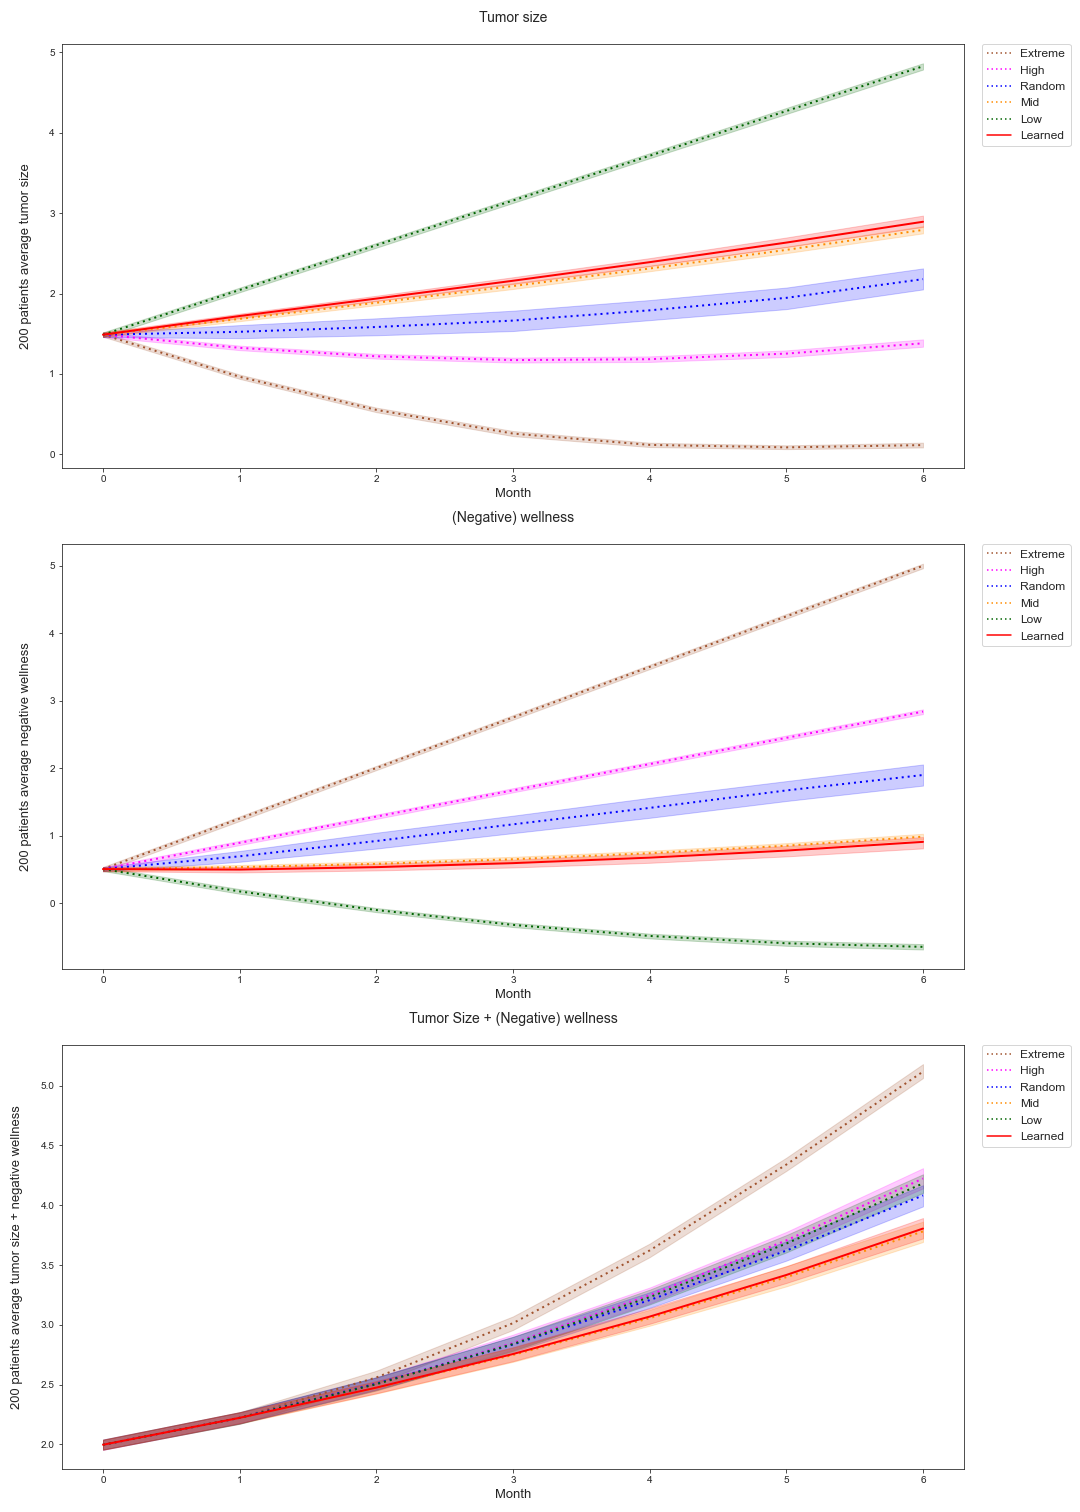 Tumor size
200 patients average tumor size
5
4
3
2
1
0
0 1 2 3 4 5 6
Month
Extreme
High
Random
Mid
Low
Learned
(Negative) wellness
200 patients average negative wellness
5
4
3
2
1
0
0 1 2 3 4 5 6
Month
Extreme
High
Random
Mid
Low
Learned
Tumor Size + (Negative) wellness
200 patients average tumor size + negative wellness
5.0
4.5
4.0
3.5
3.0
2.5
2.0
0 1 2 3 4 5 6
Month
Extreme
High
Random
Mid
Low
Learned